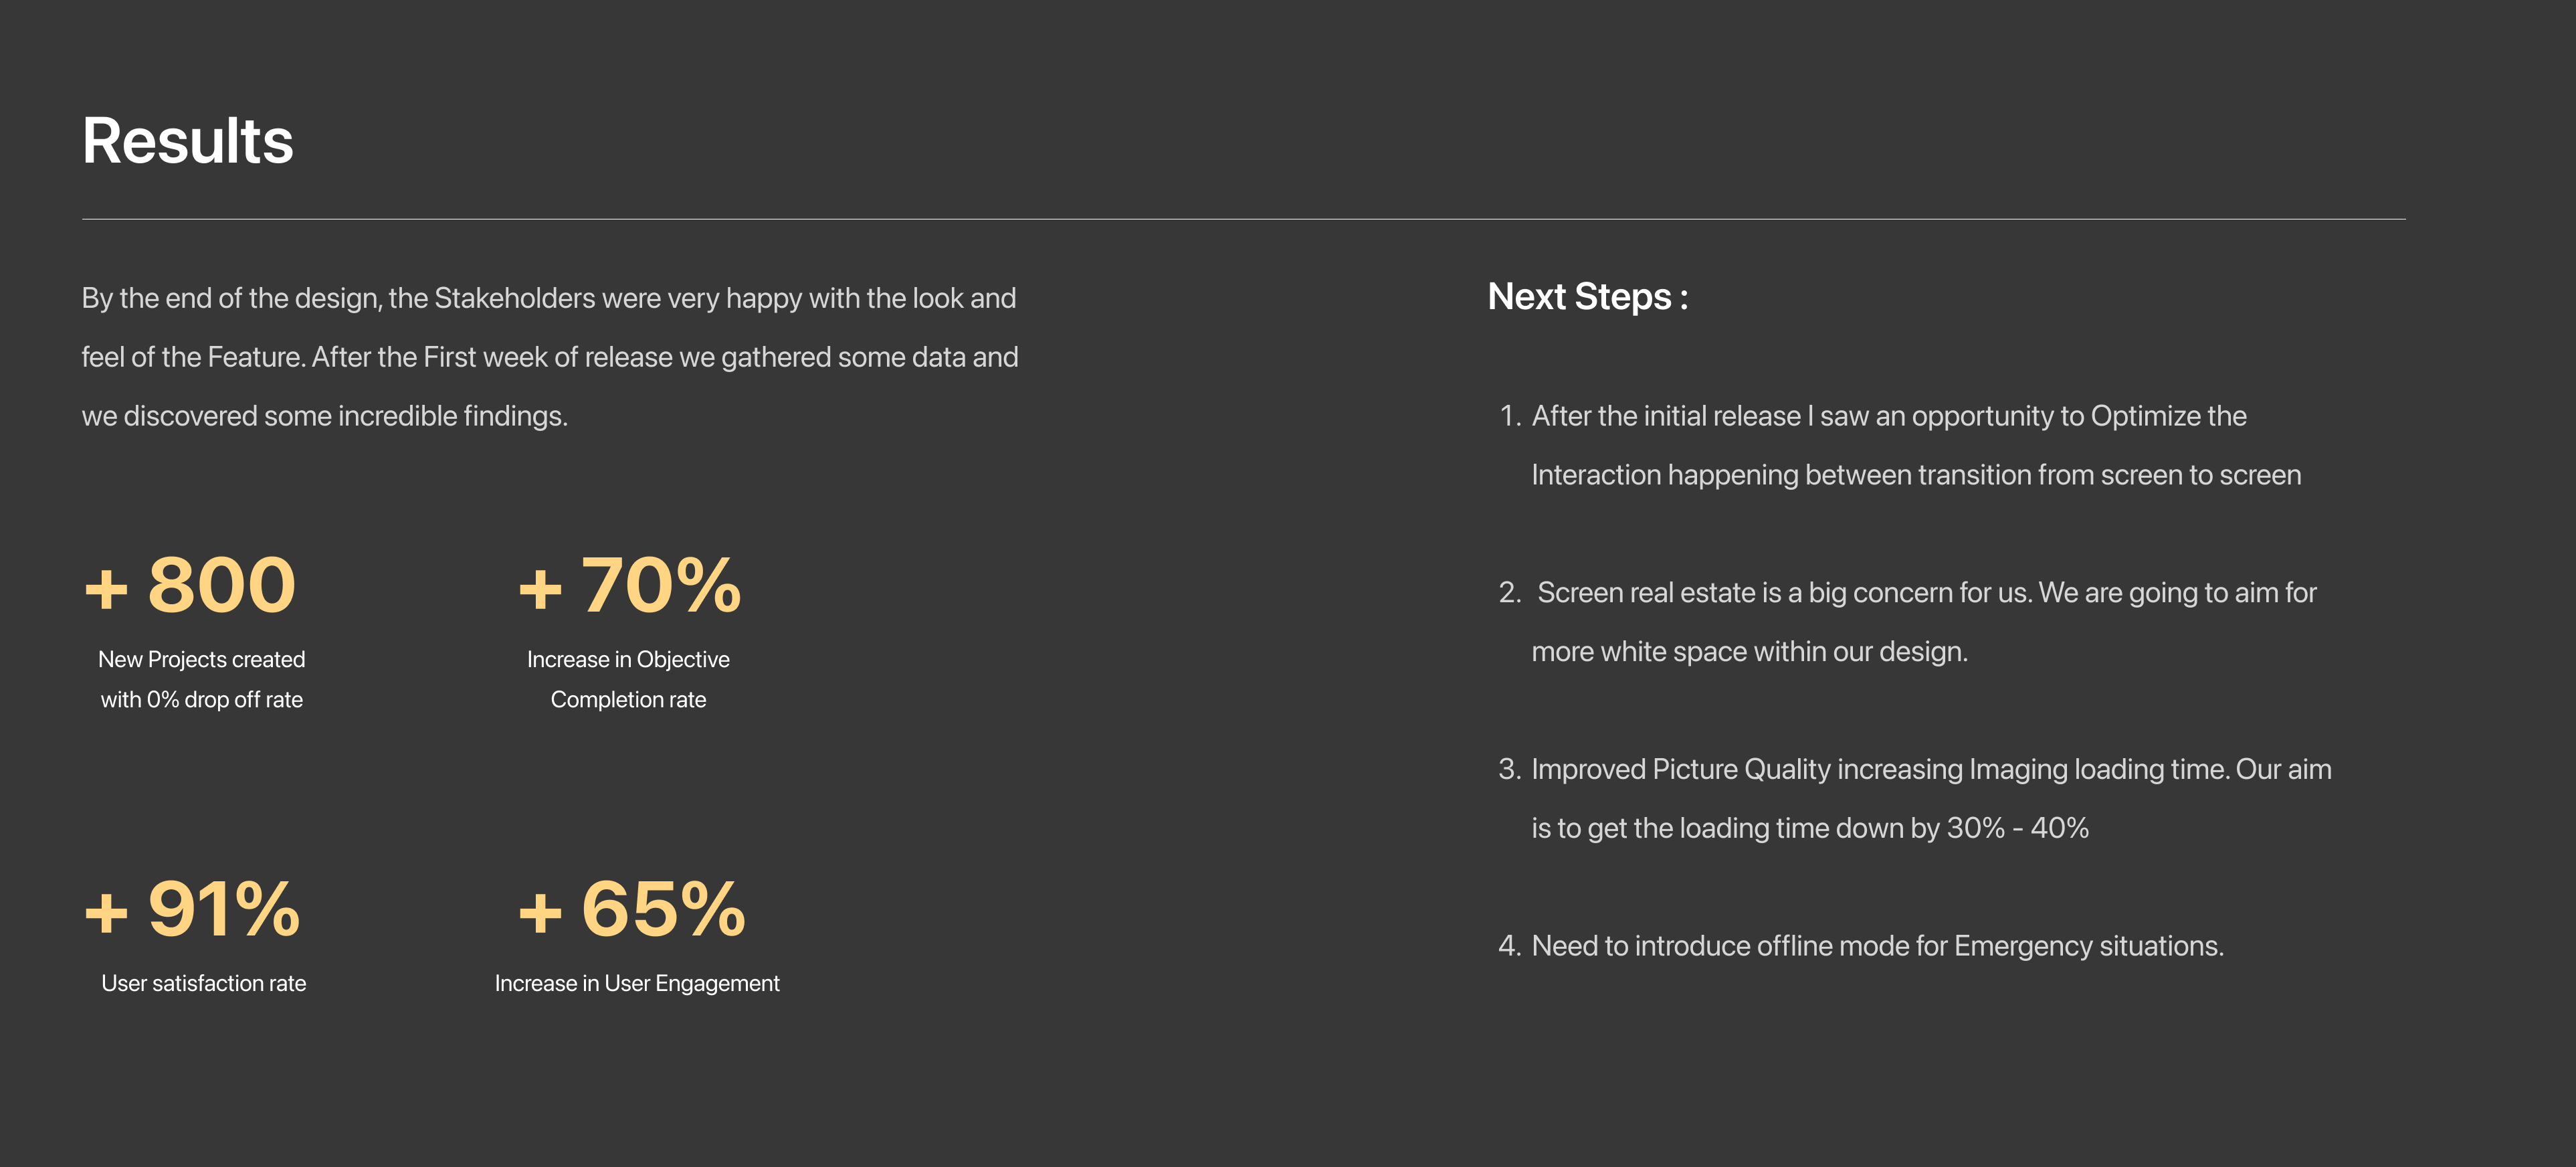 Results
By the end of the design, the Stakeholders were very happy with the look and
feel of the Feature. After the First week of release we gathered some data and
we discovered some incredible findings.
+ 800
New Projects created
with 0% drop off rate
+ 70%
Increase in Objective
Completion rate
+ 91%
User satisfaction rate
+ 65%
Increase in User Engagement
Next Steps :
1. After the initial release I saw an opportunity to Optimize the
Interaction happening between transition from screen to screen
2. Screen real estate is a big concern for us. We are going to aim for
more white space within our design.
3. Improved Picture Quality increasing Imaging loading time. Our aim
is to get the loading time down by 30% - 40%
4. Need to introduce offline mode for Emergency situations.